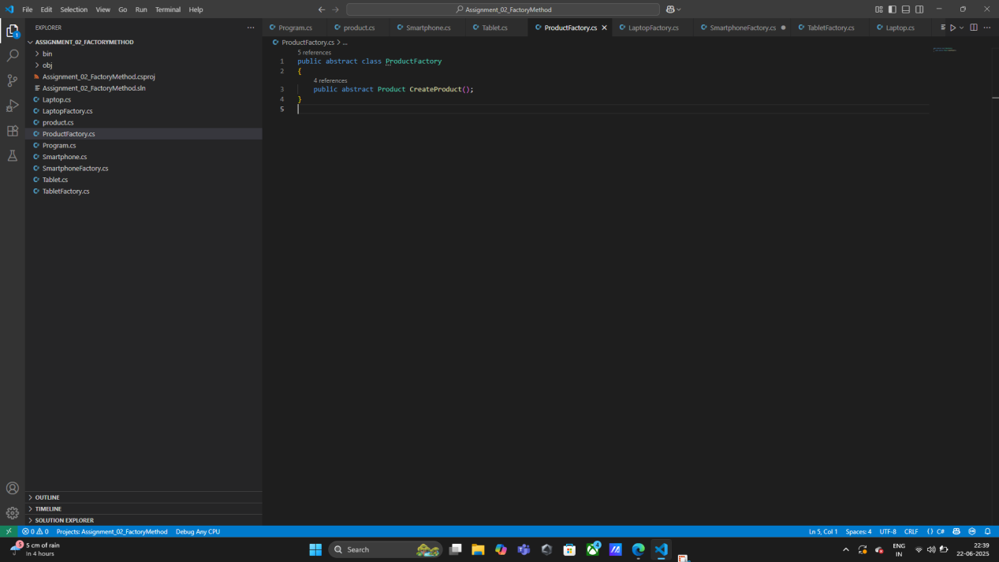 File Edit Selection View Go Run Terminal Help
Assignment_02_FactoryMethod
EXPLORER
ASSIGNMENT_02_FACTORYMETHOD
bin
obj
Assignment_02_FactoryMethod.csproj
Assignment_02_FactoryMethod.sln
Laptop.cs
LaptopFactory.cs
product.cs
ProductFactory.cs
Program.cs
Smartphone.cs
SmartphoneFactory.cs
Tablet.cs
TabletFactory.cs
OUTLINE
TIMELINE
SOLUTION EXPLORER
1
Program.cs product.cs Smartphone.cs Tablet.cs ProductFactory.cs LaptopFactory.cs SmartphoneFactory.cs TabletFactory.cs Laptop.cs
ProductFactory.cs > ...
5 references
1 public abstract class ProductFactory
2 {
4 references
3 public abstract Product CreateProduct();
4 }
5
0 0 Projects: Assignment_02_FactoryMethod Debug Any CPU
Ln 5, Col 1 Spaces: 4 UTF-8 CRLF {} C#
5
5 cm of rain
In 4 hours
Search
4
ENG
IN
22:39
22-06-2025